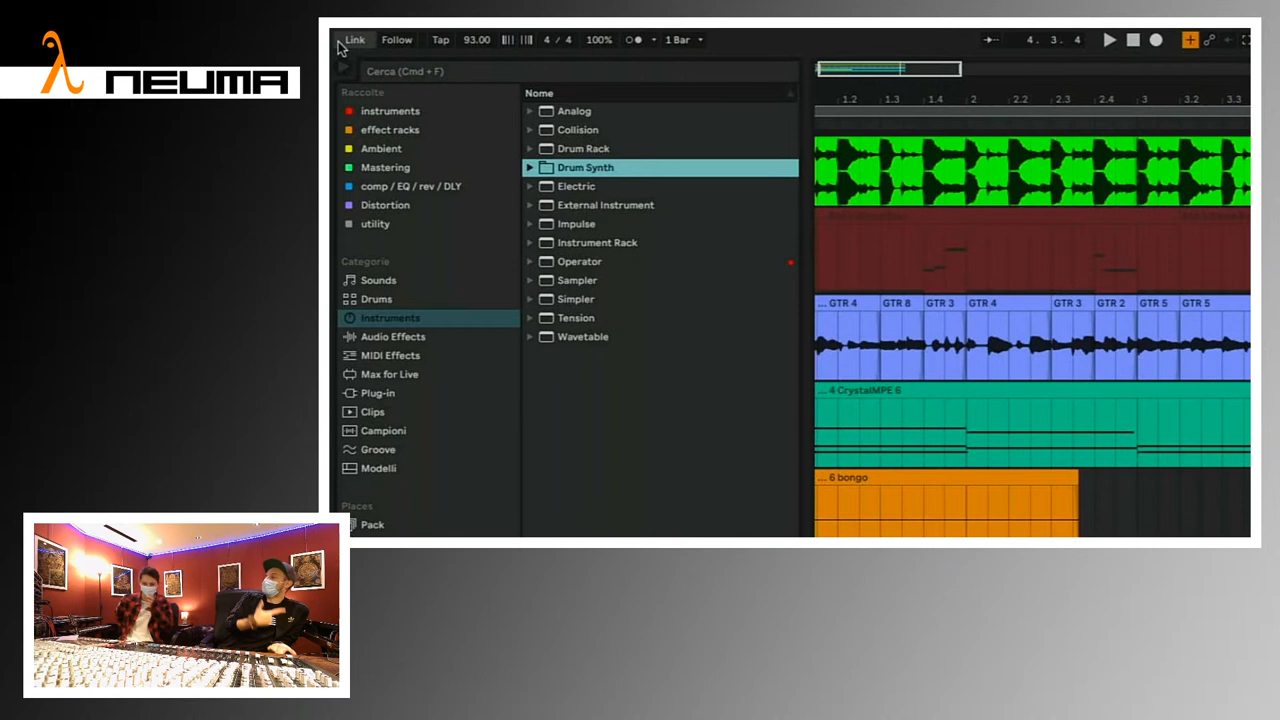 NEUMA
Link Follow Tap 93.00 4 / 4 100% 1 Bar 4. 3. 4
Cerca (Cmd + F)
Raccolte
instruments
effect racks
Ambient
Mastering
comp / EQ / rev / DLY
Distortion
utility
Categorie
Sounds
Drums
Instruments
Audio Effects
MIDI Effects
Max for Live
Plug-in
Clips
Campioni
Groove
Modelli
Places
Pack
Nome
Analog
Collision
Drum Rack
Drum Synth
Electric
External Instrument
Impulse
Instrument Rack
Operator
Sampler
Simpler
Tension
Wavetable
1.2 1.3 1.4 2 2.2 2.3 2.4 3 3.2 3.3
... GTR 4 GTR 8 GTR 3 GTR 4 GTR 3 GTR 2 GTR 5 GTR 5
... 4 CrystalMPE 6
... 6 bongo